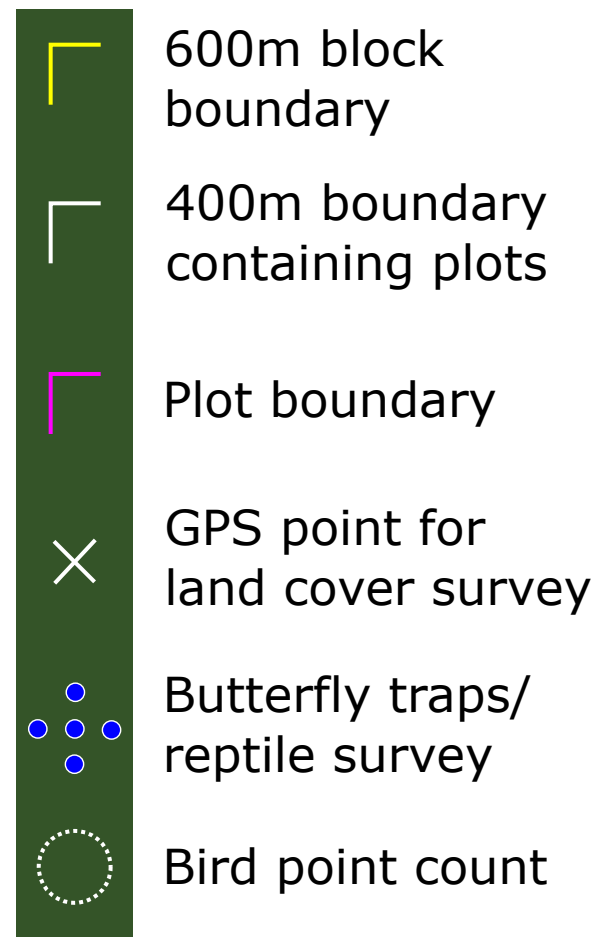 600m block
boundary
400m boundary
containing plots
Plot boundary
GPS point for
land cover survey
Butterfly traps/
reptile survey
Bird point count